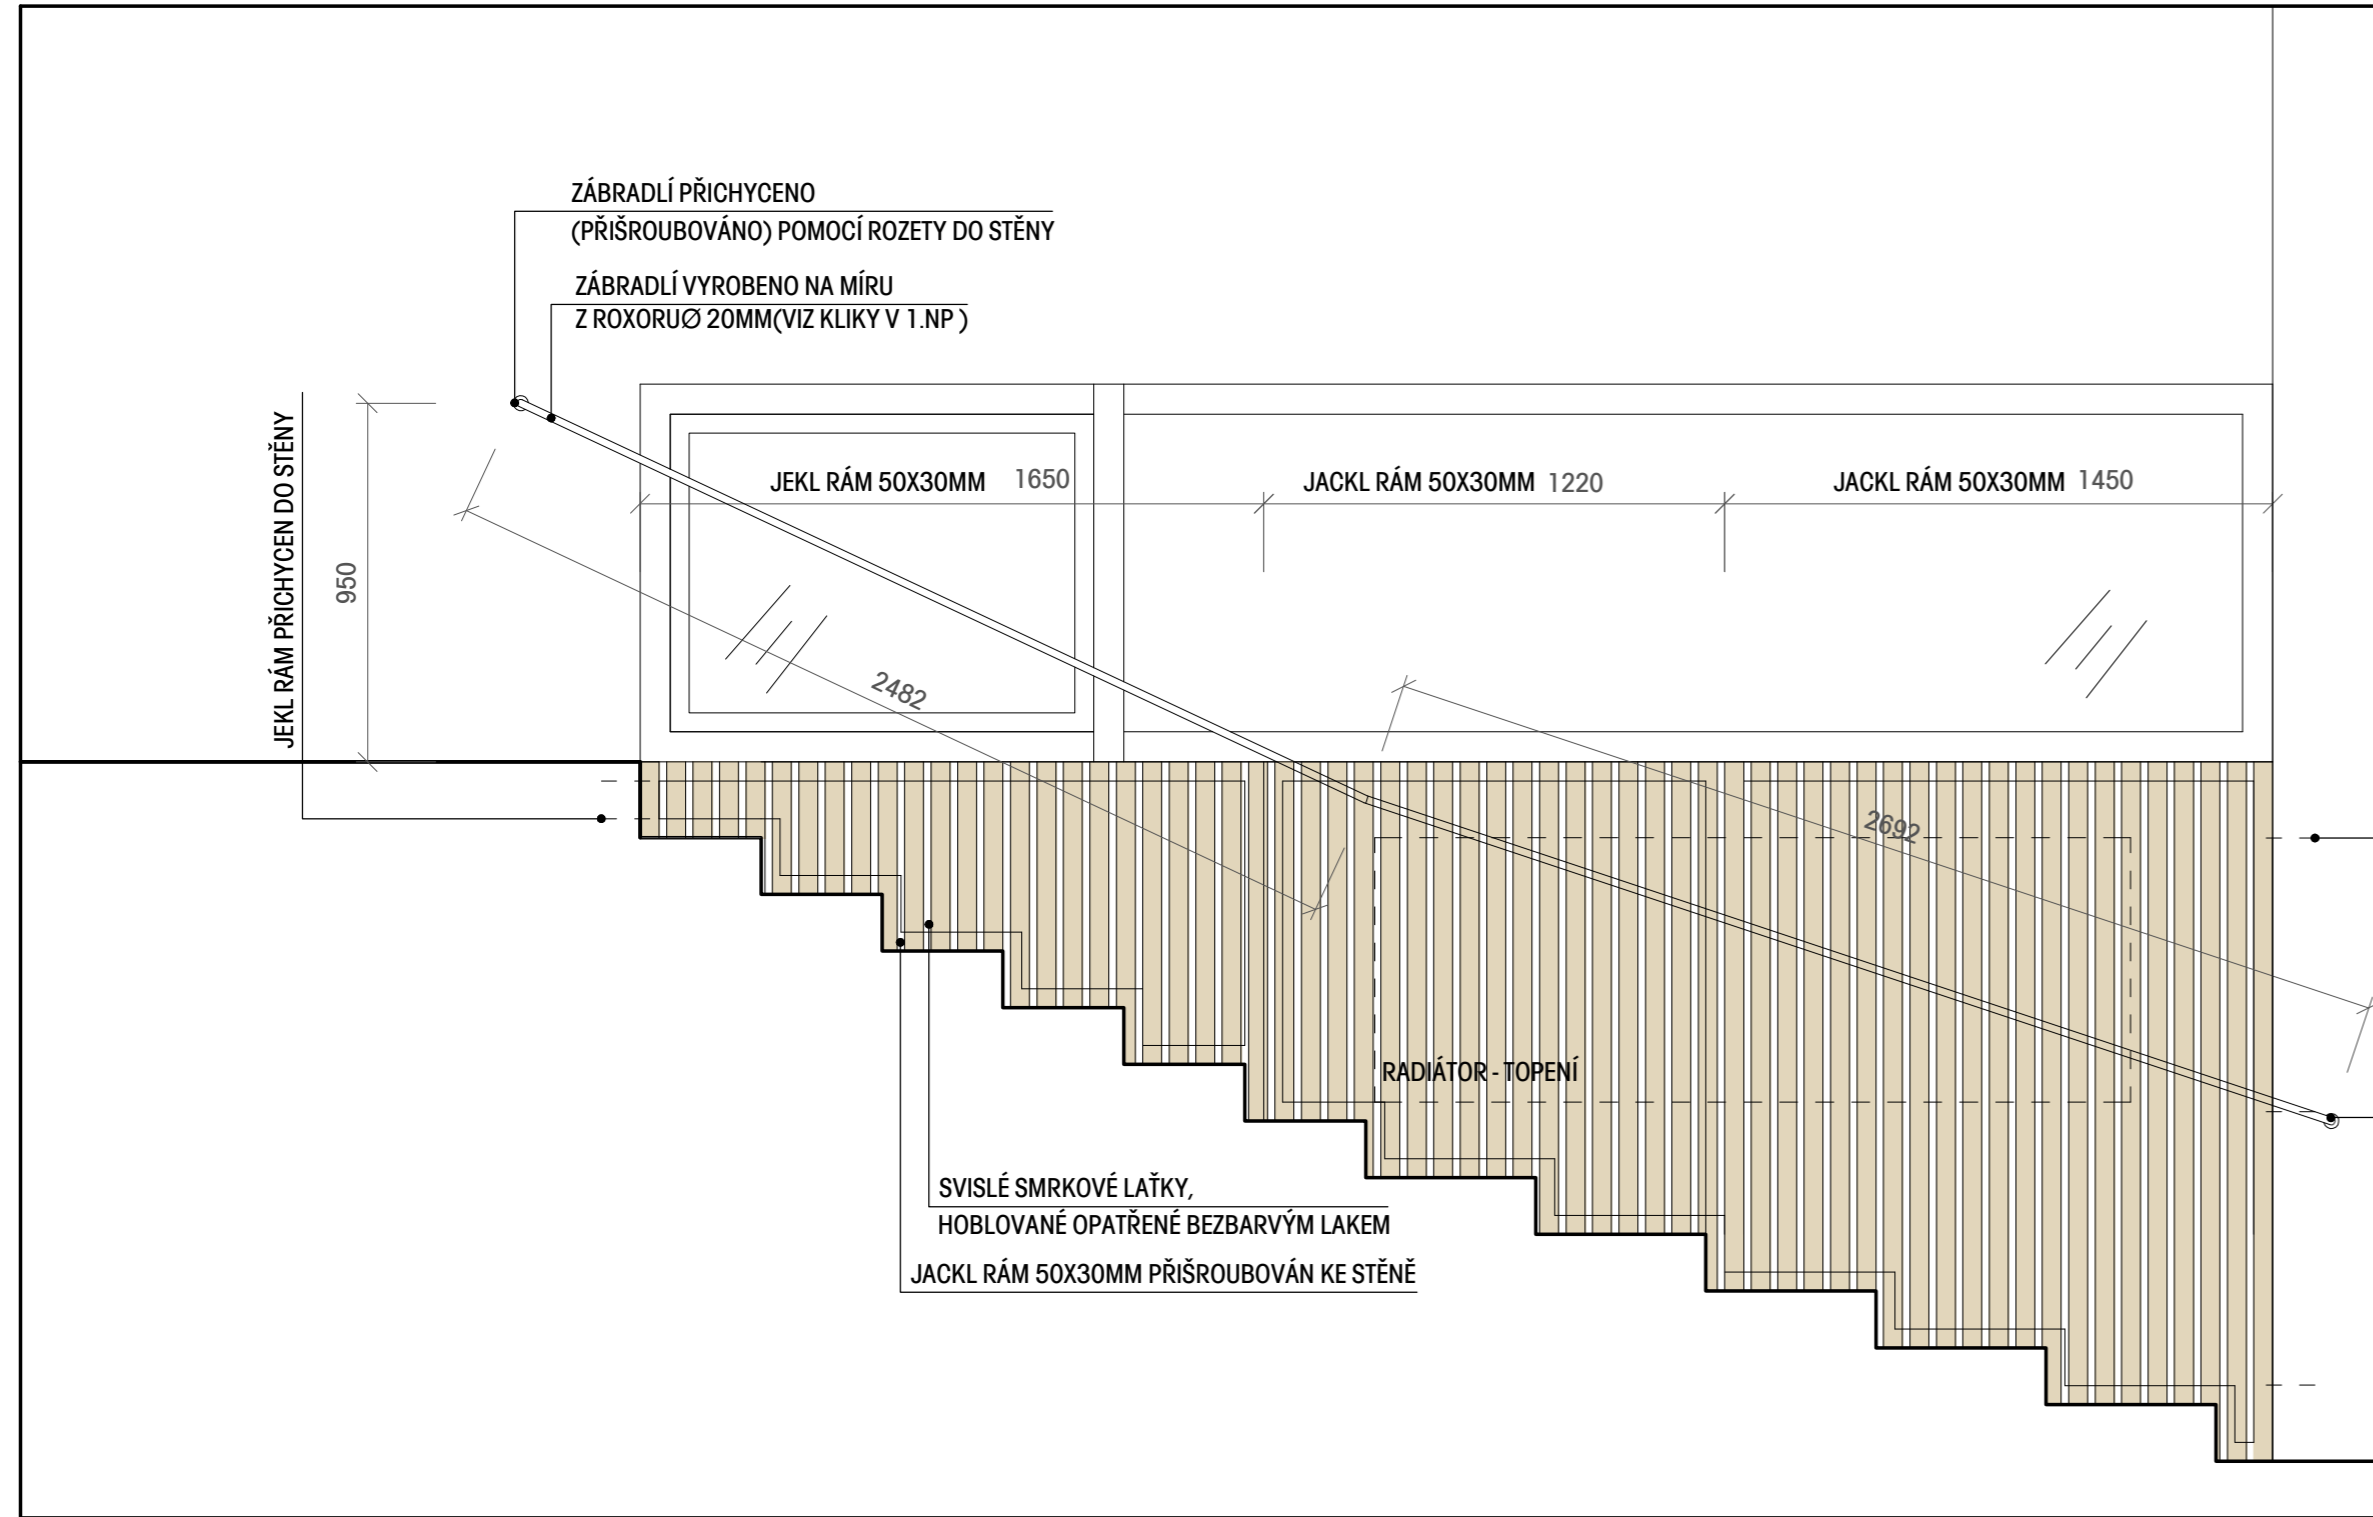 ZÁBRADLÍ PŘICHYCENO
(PŘIŠROUBOVÁNO) POMOCÍ ROZETY DO STĚNY
ZÁBRADLÍ VYROBENO NA MÍRU
Z ROXORUØ 20MM(VIZ KLIKY V 1.NP )
JEKL RÁM PŘICHYCEN DO STĚNY
950
JEKL RÁM 50X30MM 1650
JACKL RÁM 50X30MM 1220
JACKL RÁM 50X30MM 1450
2482
2692
RADIÁTOR - TOPENÍ
SVISLÉ SMRKOVÉ LAŤKY,
HOBLOVANÉ OPATŘENÉ BEZBARVÝM LAKEM
JACKL RÁM 50X30MM PŘIŠROUBOVÁN KE STĚNĚ